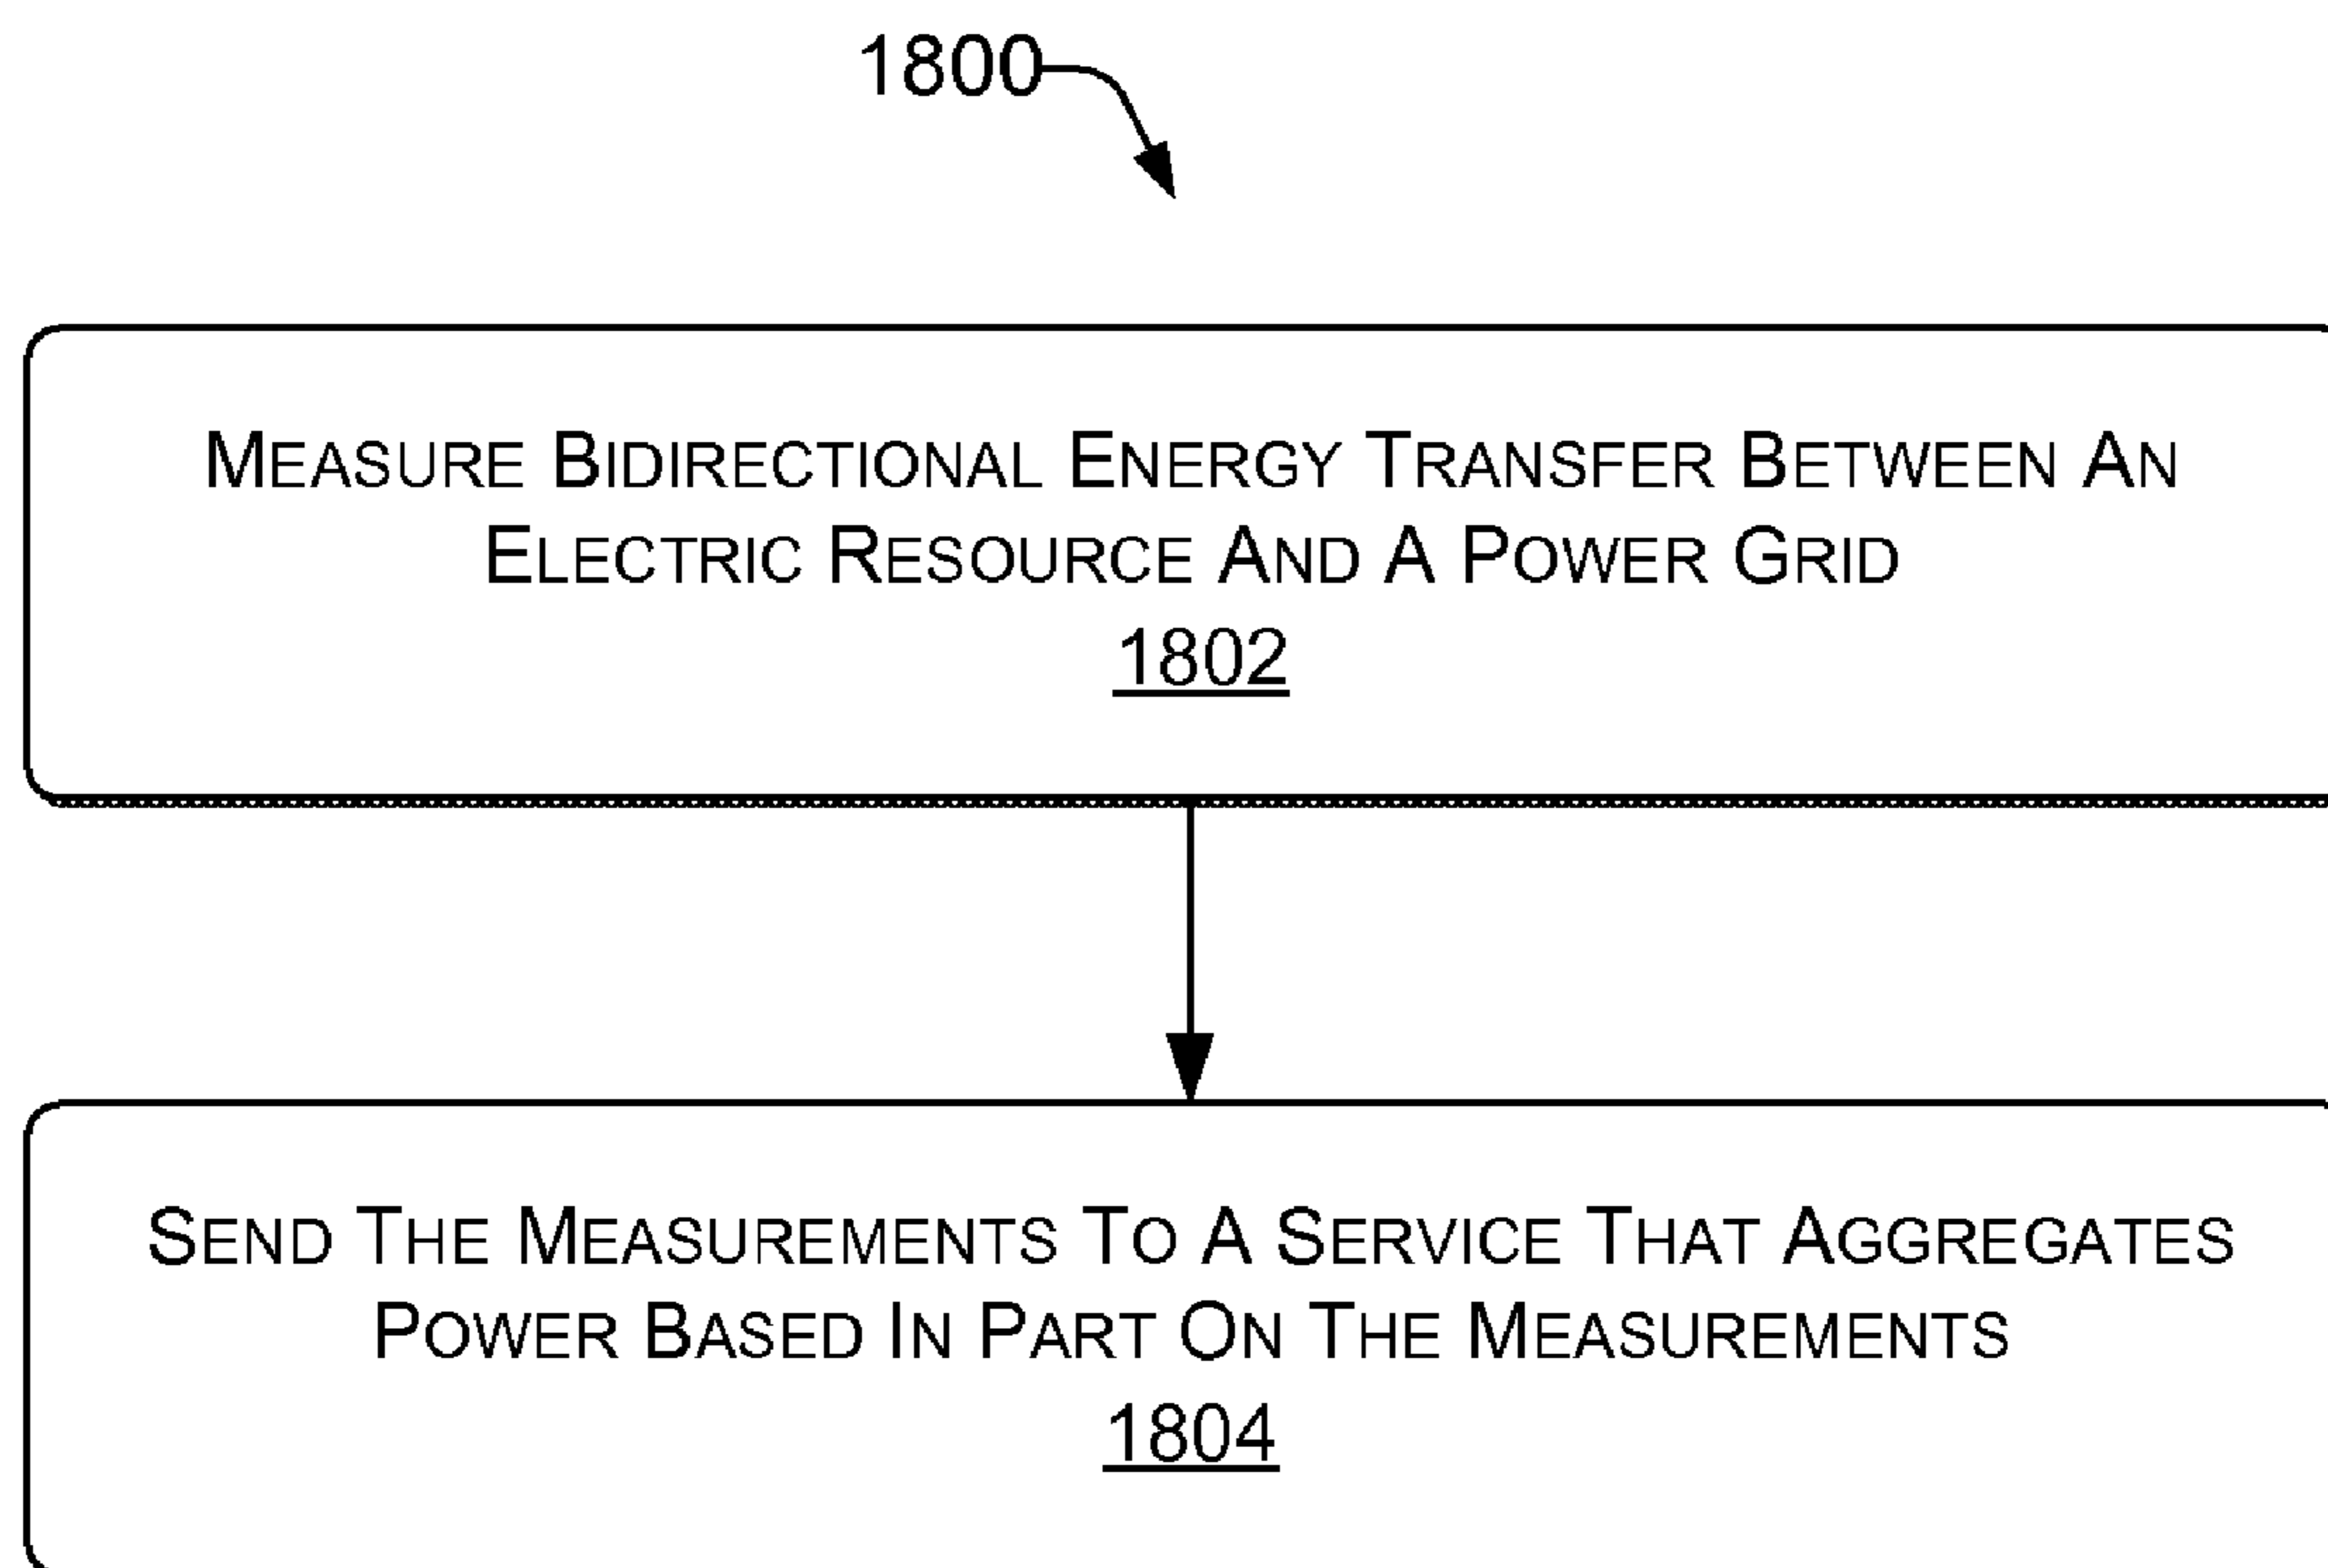 1800
Measure Bidirectional Energy Transfer Between An
Electric Resource And A Power Grid
1802
Send The Measurements To A Service That Aggregates
Power Based In Part On The Measurements
1804